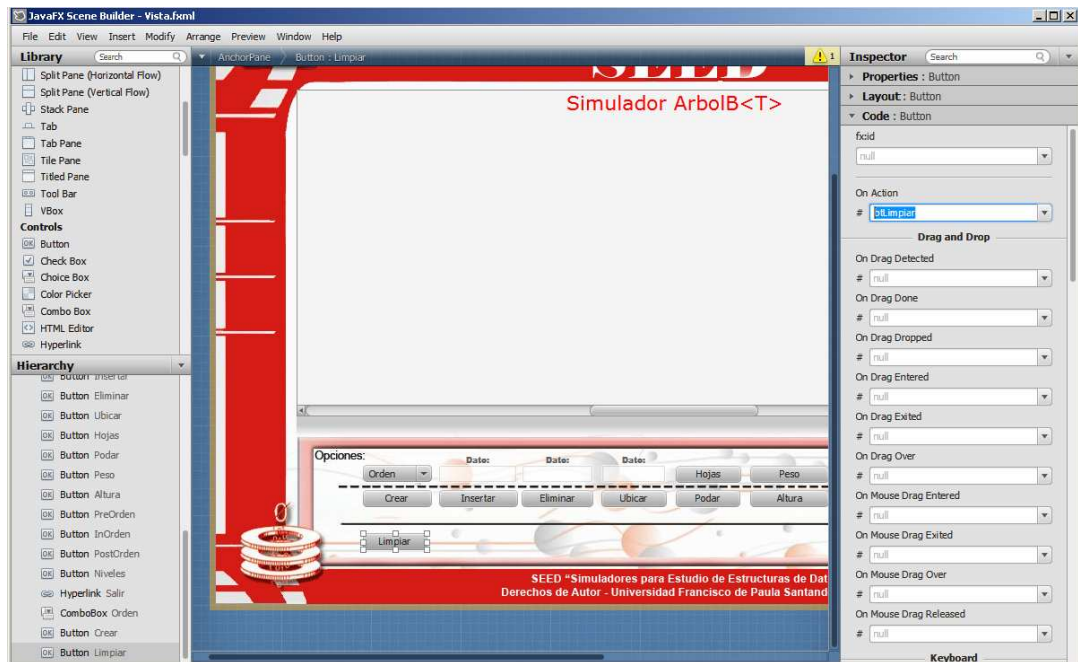 JavaFX Scene Builder - Vista.fxml
File Edit View Insert Modify Arrange Preview Window Help
Library Search
Split Pane (Horizontal Flow)
Split Pane (Vertical Flow)
Stack Pane
Tab
Tab Pane
Tile Pane
Titled Pane
Tool Bar
VBox
Controls
Button
Check Box
Choice Box
Color Picker
Combo Box
HTML Editor
Hyperlink
Hierarchy
Button Insertar
Button Eliminar
Button Ubicar
Button Hojas
Button Podar
Button Peso
Button Altura
Button PreOrden
Button InOrden
Button PostOrden
Button Niveles
Hyperlink Salir
ComboBox Orden
Button Crear
Button Limpiar
AnchorPane Button : Limpiar 1
SEED
Simulador ArbolB<T>
Opciones:
Dato: Dato: Dato:
Orden Hojas Peso
Crear Insertar Eliminar Ubicar Podar Altura
Limpiar
SEED "Simuladores para Estudio de Estructuras de Dat
Derechos de Autor - Universidad Francisco de Paula Santand
Inspector Search
Properties : Button
Layout : Button
Code : Button
fx:id
null
On Action
# btLimpiar
Drag and Drop
On Drag Detected
# null
On Drag Done
# null
On Drag Dropped
# null
On Drag Entered
# null
On Drag Exited
# null
On Drag Over
# null
On Mouse Drag Entered
# null
On Mouse Drag Exited
# null
On Mouse Drag Over
# null
On Mouse Drag Released
# null
Keyboard